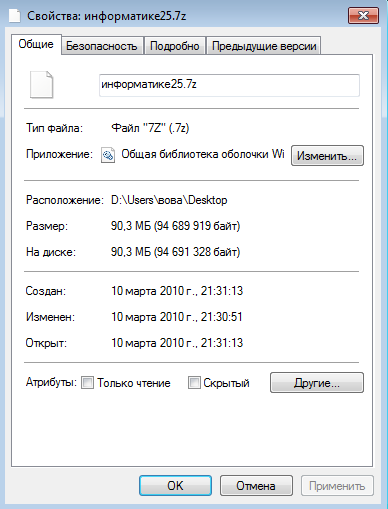 Свойства: информатике25.7z
Общие Безопасность Подробно Предыдущие версии
информатике25.7z
Тип файла: Файл "7Z" (.7z)
Приложение: Общая библиотека оболочки Wi Изменить...
Расположение: D:\Users\вова\Desktop
Размер: 90,3 МБ (94 689 919 байт)
На диске: 90,3 МБ (94 691 328 байт)
Создан: 10 марта 2010 г., 21:31:13
Изменен: 10 марта 2010 г., 21:30:51
Открыт: 10 марта 2010 г., 21:31:13
Атрибуты: Только чтение Скрытый Другие...
OK Отмена Применить